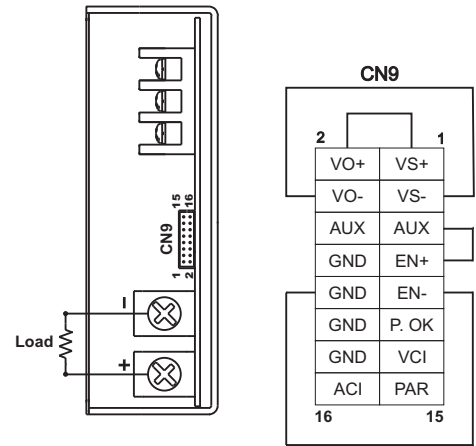 15 16
CN9
1 2
−
Load
+
CN9
2 1
VO+ VS+
VO- VS-
AUX AUX
GND EN+
GND EN-
GND P. OK
GND VCI
ACI PAR
16 15